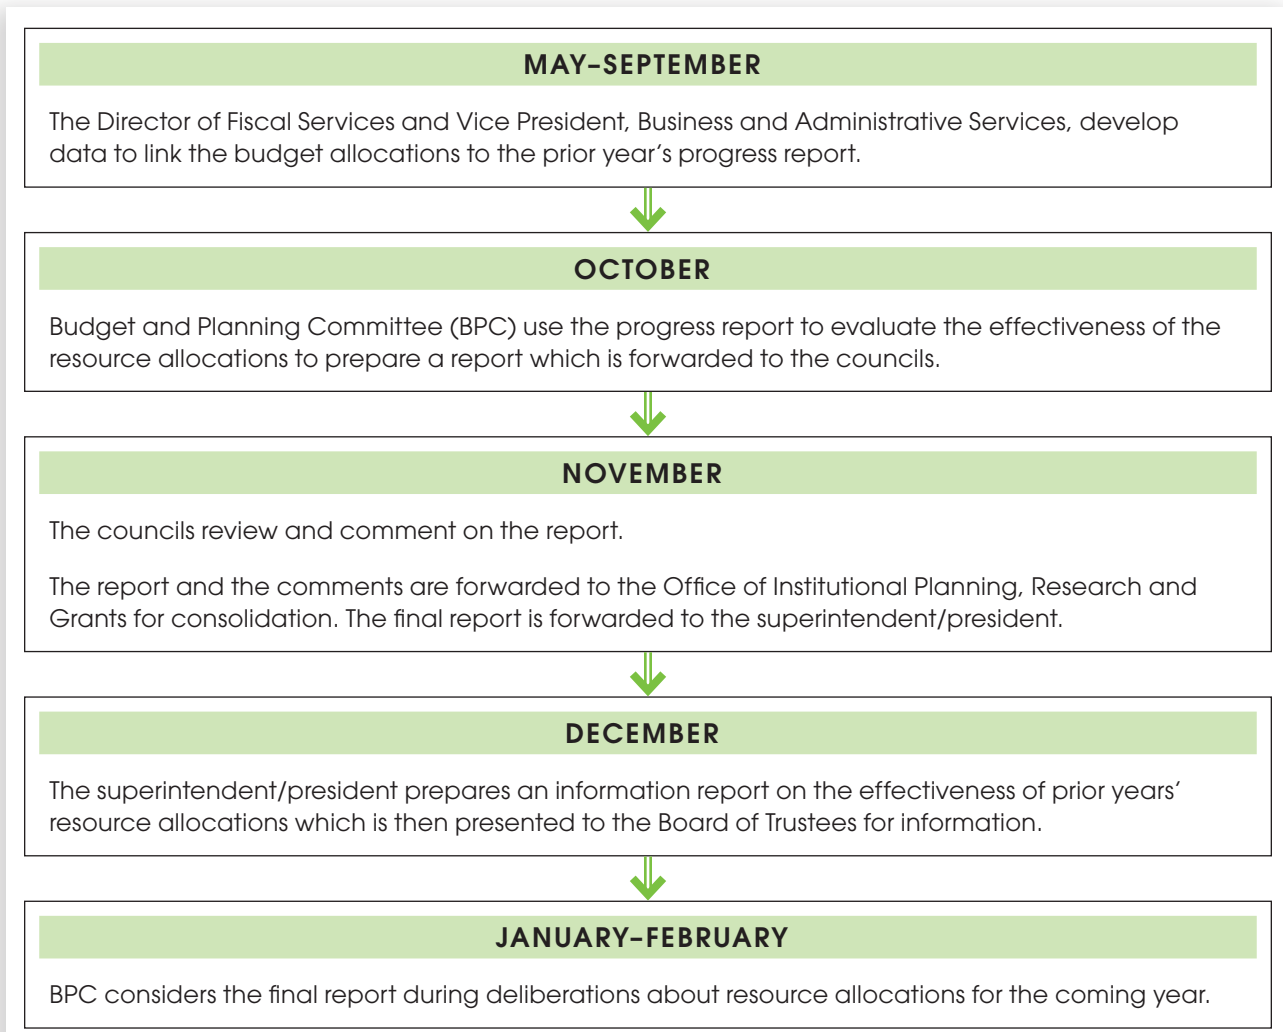 MAY–SEPTEMBER
The Director of Fiscal Services and Vice President, Business and Administrative Services, develop
data to link the budget allocations to the prior year’s progress report.
OCTOBER
Budget and Planning Committee (BPC) use the progress report to evaluate the effectiveness of the
resource allocations to prepare a report which is forwarded to the councils.
NOVEMBER
The councils review and comment on the report.
The report and the comments are forwarded to the Office of Institutional Planning, Research and
Grants for consolidation. The final report is forwarded to the superintendent/president.
DECEMBER
The superintendent/president prepares an information report on the effectiveness of prior years’
resource allocations which is then presented to the Board of Trustees for information.
JANUARY–FEBRUARY
BPC considers the final report during deliberations about resource allocations for the coming year.